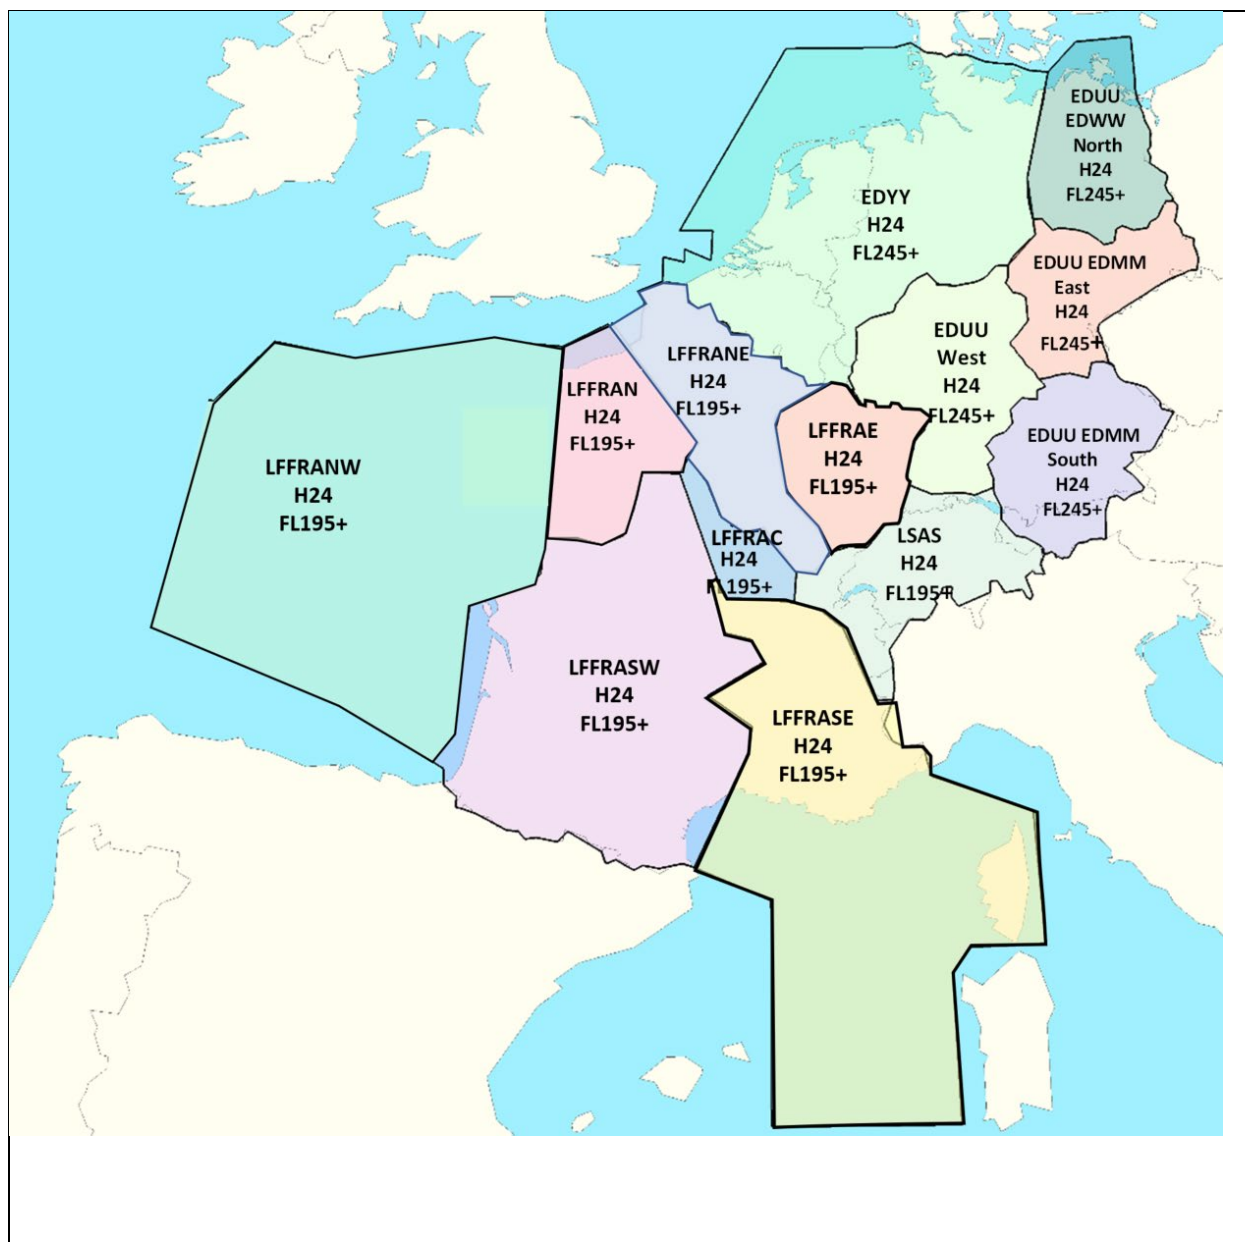 EDUU
EDWW
North
H24
FL245+
EDYY
H24
FL245+
EDUU EDMM
East
H24
FL245+
EDUU
West
H24
FL245+
LFFRANE
H24
FL195+
LFFRAN
H24
FL195+
LFFRAE
H24
FL195+
EDUU EDMM
South
H24
FL245+
LFFRANW
H24
FL195+
LFFRAC
H24
FL195+
LSAS
H24
FL195+
LFFRASW
H24
FL195+
LFFRASE
H24
FL195+